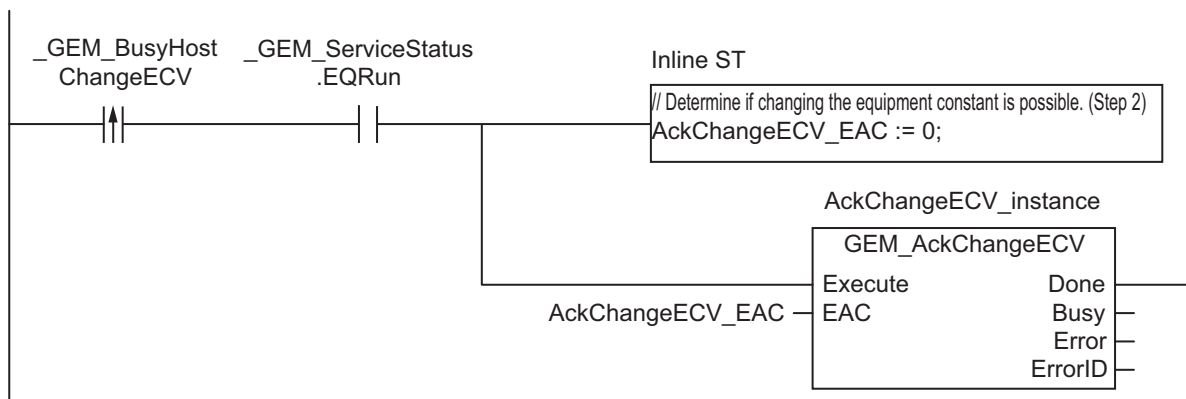 _GEM_BusyHost
ChangeECV
_GEM_ServiceStatus
.EQRun
Inline ST
// Determine if changing the equipment constant is possible. (Step 2)
AckChangeECV_EAC := 0;
AckChangeECV_instance
GEM_AckChangeECV
Execute Done
AckChangeECV_EAC EAC Busy
Error
ErrorID